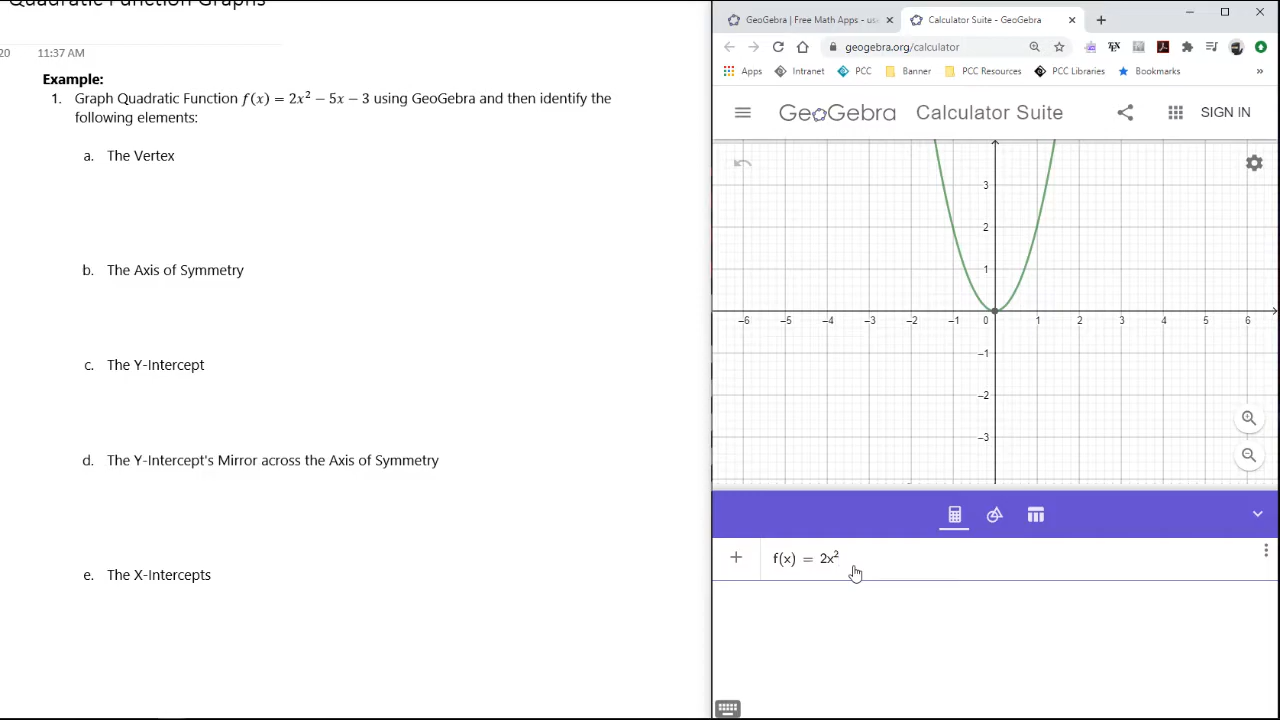 Quadratic Function Graphs
20 11:37 AM
Example:
1. Graph Quadratic Function f(x) = 2x² − 5x − 3 using GeoGebra and then identify the
following elements:
a. The Vertex
b. The Axis of Symmetry
c. The Y-Intercept
d. The Y-Intercept's Mirror across the Axis of Symmetry
e. The X-Intercepts
GeoGebra | Free Math Apps - use
Calculator Suite - GeoGebra
geogebra.org/calculator
Apps Intranet PCC Banner PCC Resources PCC Libraries Bookmarks »
GeoGebra Calculator Suite SIGN IN
3
2
1
−6 −5 −4 −3 −2 −1 0 1 2 3 4 5 6
−1
−2
−3
f(x) = 2x²